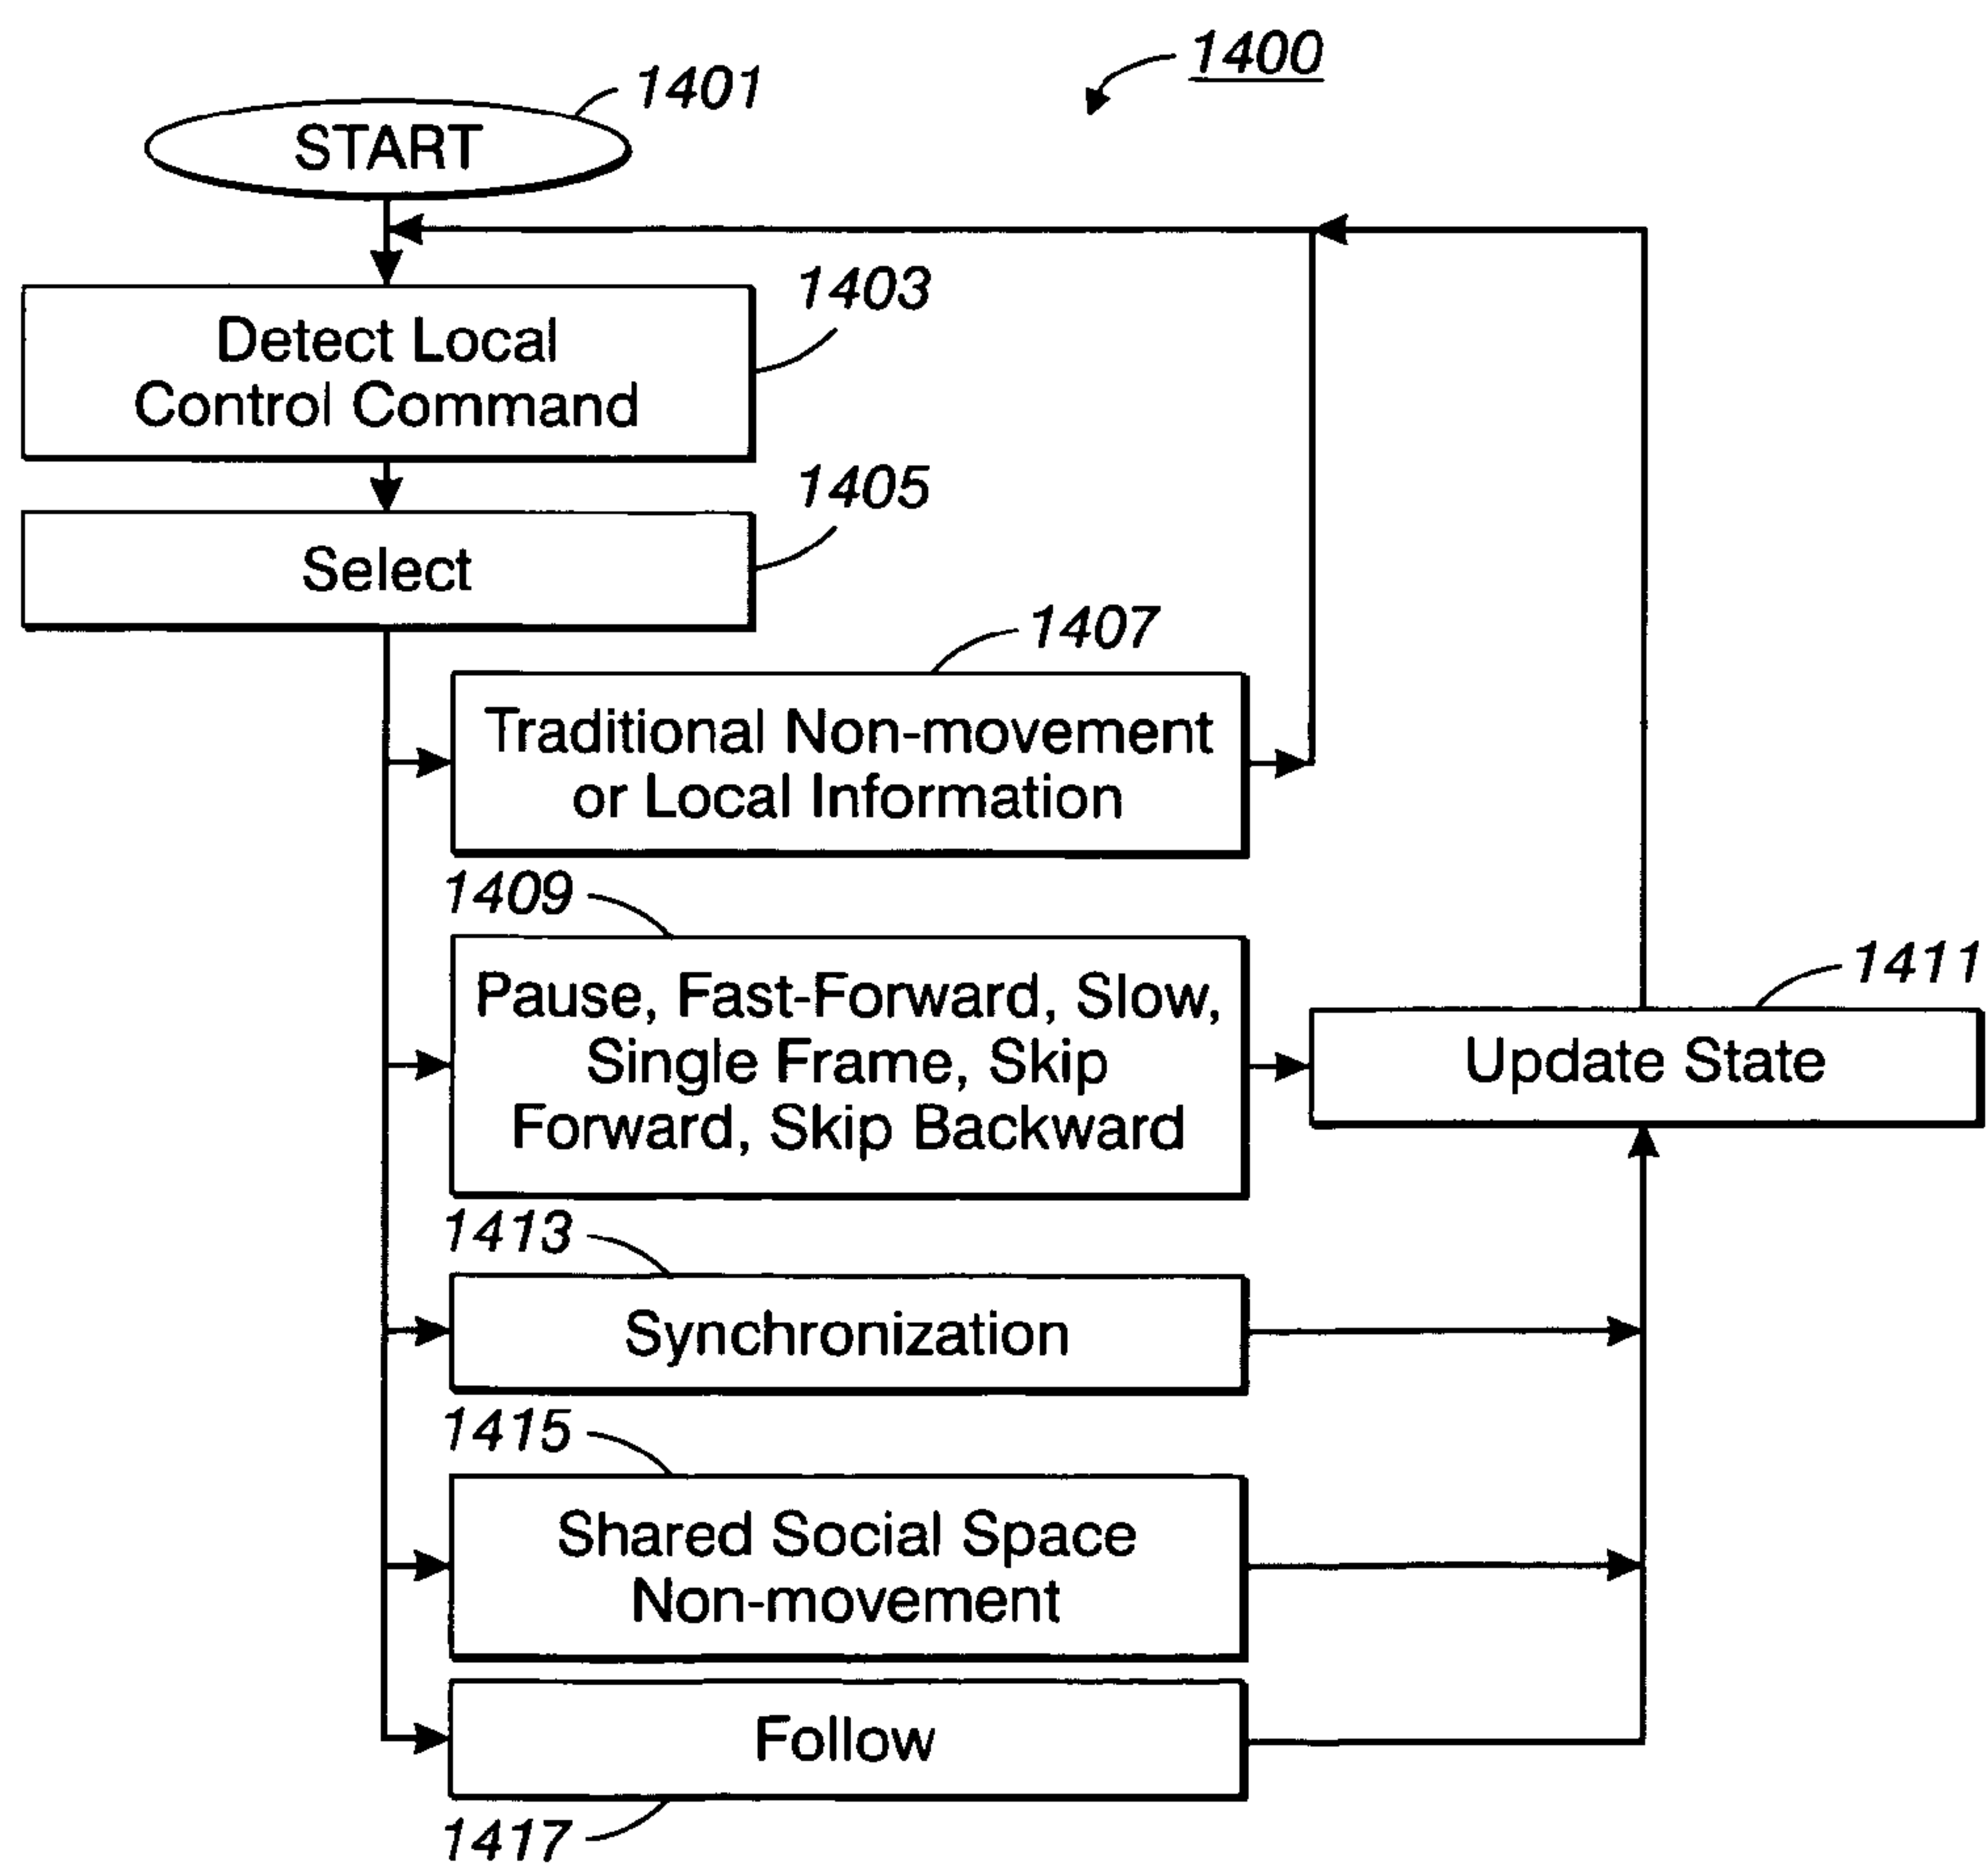 1400
1401
START
1403
Detect Local
Control Command
1405
Select
1407
Traditional Non-movement
or Local Information
1409
Pause, Fast-Forward, Slow,
Single Frame, Skip
Forward, Skip Backward
1411
Update State
1413
Synchronization
1415
Shared Social Space
Non-movement
Follow
1417